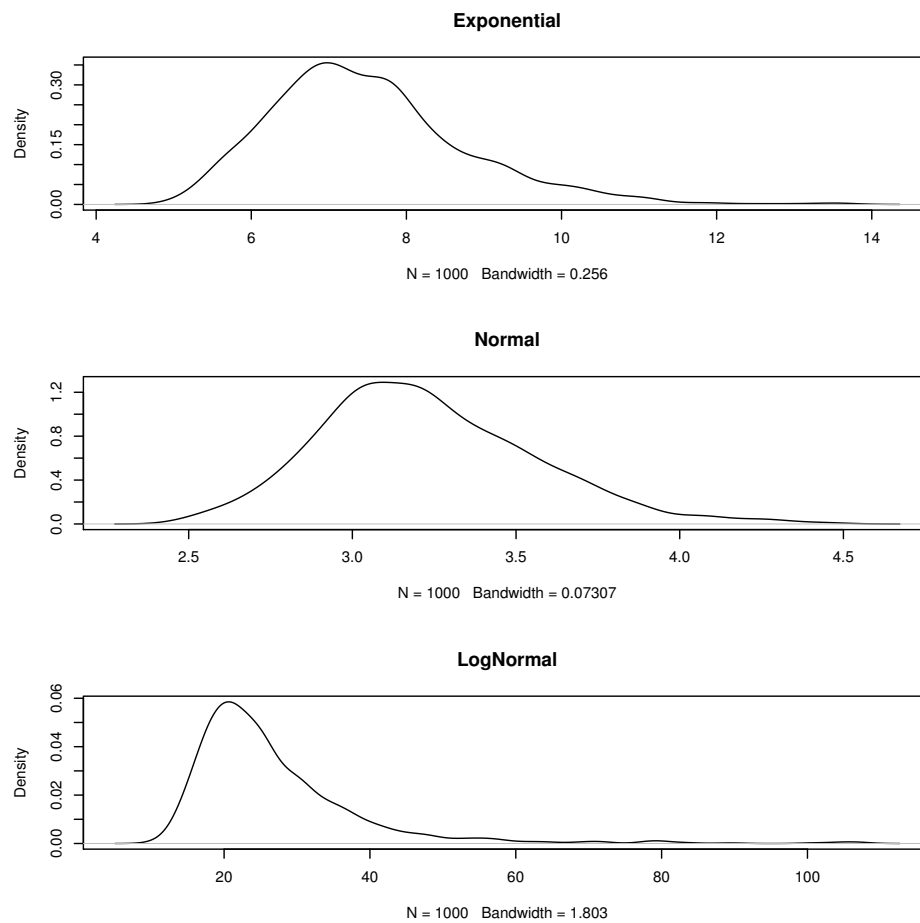 Exponential
Density
0.00 0.15 0.30
4 6 8 10 12 14
N = 1000 Bandwidth = 0.256
Normal
Density
0.0 0.4 0.8 1.2
2.5 3.0 3.5 4.0 4.5
N = 1000 Bandwidth = 0.07307
LogNormal
Density
0.00 0.02 0.04 0.06
20 40 60 80 100
N = 1000 Bandwidth = 1.803